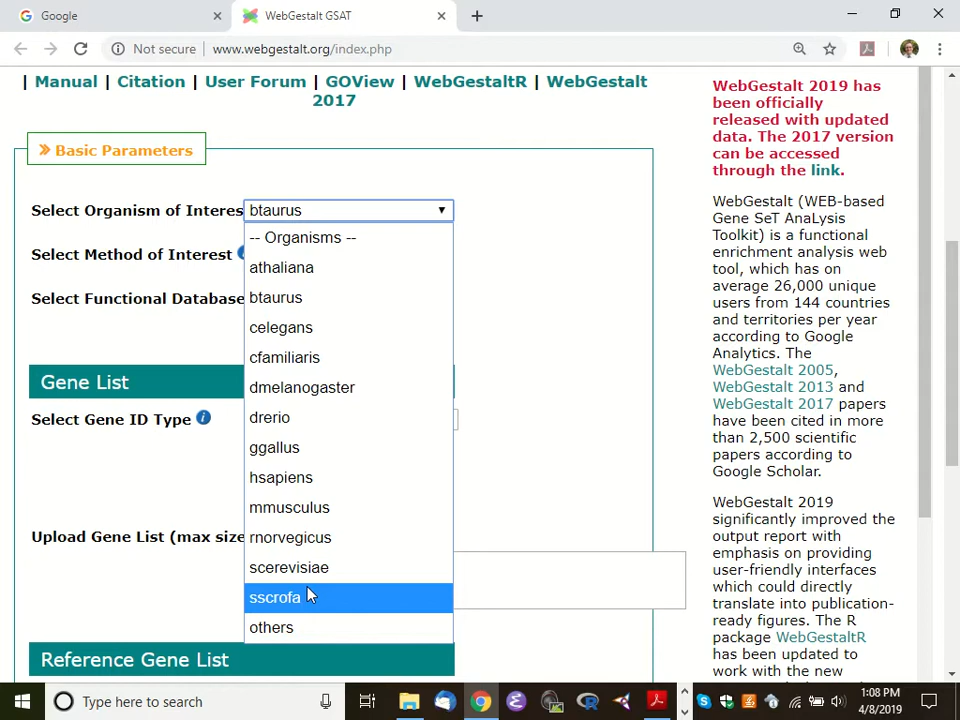 Google
WebGestalt GSAT
Not secure
www.webgestalt.org/index.php
| Manual | Citation | User Forum | GOView | WebGestaltR | WebGestalt
2017
Basic Parameters
Select Organism of Interes
btaurus
-- Organisms --
athaliana
btaurus
celegans
cfamiliaris
dmelanogaster
drerio
ggallus
hsapiens
mmusculus
rnorvegicus
scerevisiae
sscrofa
others
Select Method of Interest
Select Functional Database
Gene List
Select Gene ID Type
Upload Gene List (max size
Reference Gene List
WebGestalt 2019 has
been officially
released with updated
data. The 2017 version
can be accessed
through the link.
WebGestalt (WEB-based
Gene SeT AnaLysis
Toolkit) is a functional
enrichment analysis web
tool, which has on
average 26,000 unique
users from 144 countries
and territories per year
according to Google
Analytics. The
WebGestalt 2005,
WebGestalt 2013 and
WebGestalt 2017 papers
have been cited in more
than 2,500 scientific
papers according to
Google Scholar.
WebGestalt 2019
significantly improved the
output report with
emphasis on providing
user-friendly interfaces
which could directly
translate into publication-
ready figures. The R
package WebGestaltR
has been updated to
work with the new
Type here to search
1:08 PM
4/8/2019